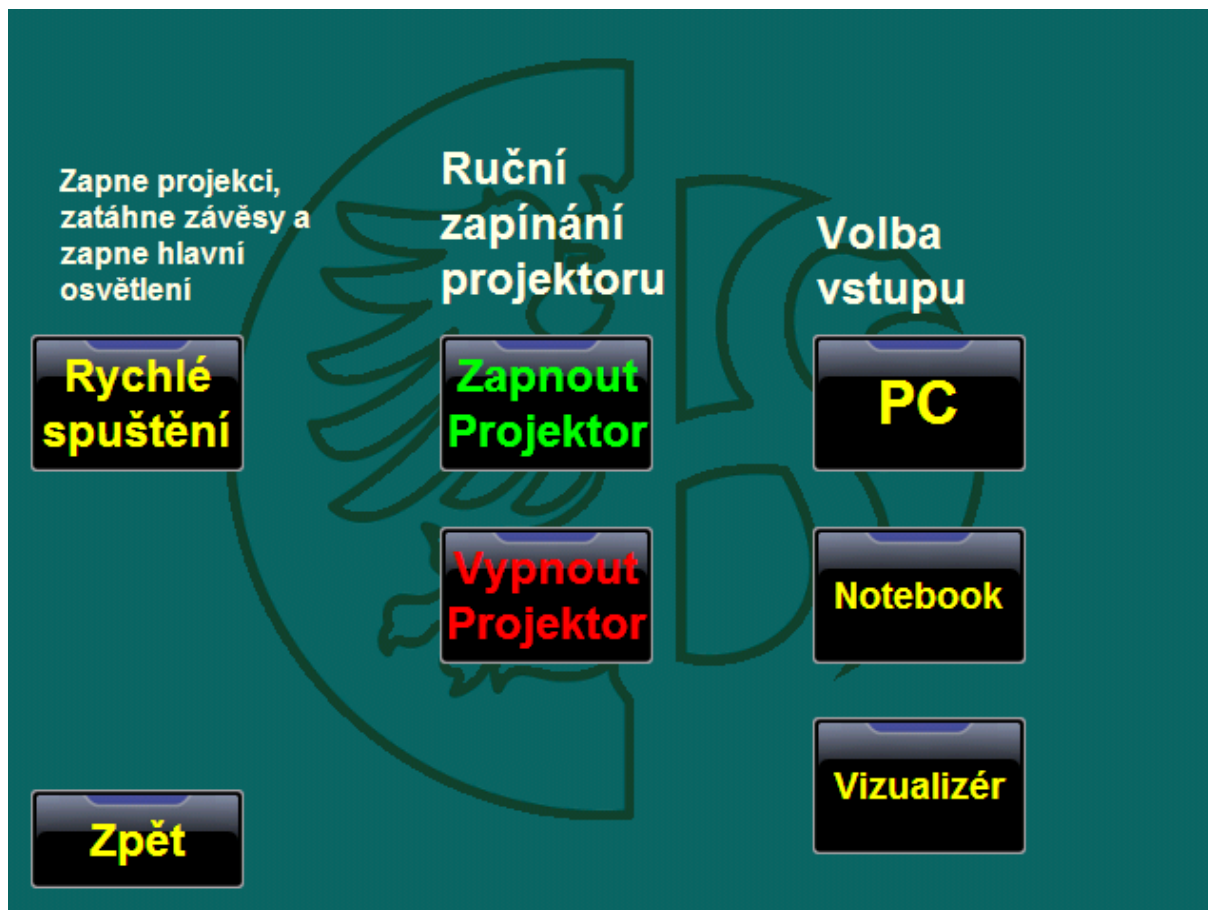 Zapne projekci,
zatáhne závěsy a
zapne hlavní
osvětlení
Rychlé
spuštění
Zpět
Ruční
zapínání
projektoru
Zapnout
Projektor
Vypnout
Projektor
Volba
vstupu
PC
Notebook
Vizualizér